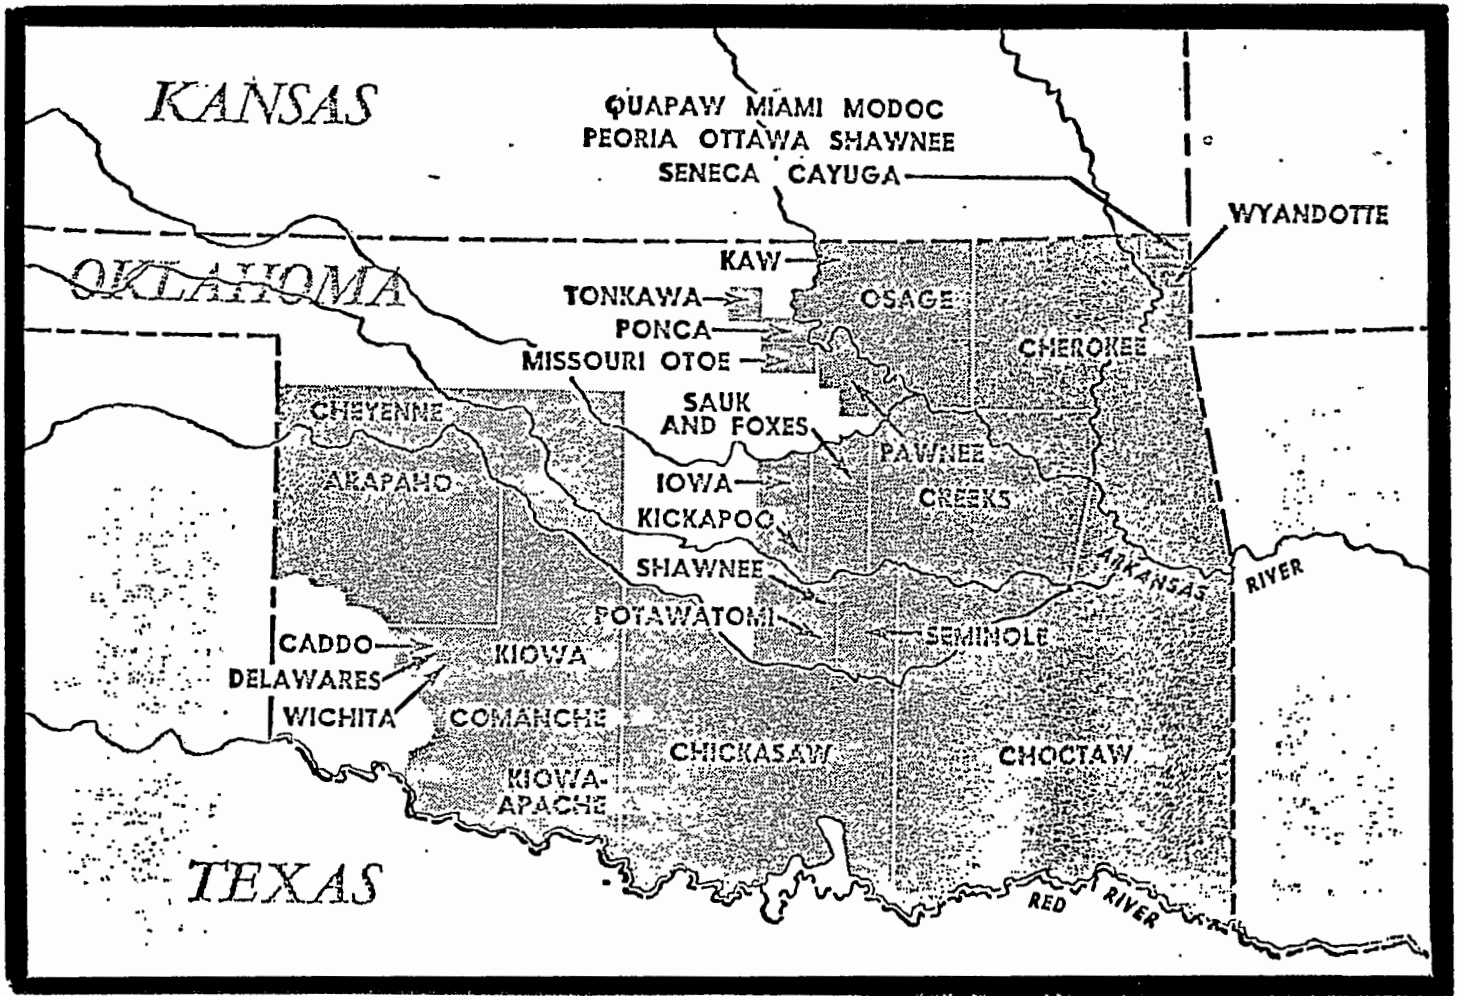 KANSAS
QUAPAW MIAMI MODOC
PEORIA OTTAWA SHAWNEE
SENECA CAYUGA
WYANDOTTE
OKLAHOMA
KAW
TONKAWA
OSAGE
PONCA
CHEROKEE
MISSOURI OTOE
SAUK
AND FOXES
CHEYENNE
PAWNEE
ARAPAHO
IOWA
CREEKS
KICKAPOO
SHAWNEE
ARKANSAS RIVER
POTAWATOMI
SEMINOLE
CADDO
KIOWA
DELAWARES
WICHITA
COMANCHE
CHICKASAW
CHOCTAW
KIOWA-
APACHE
TEXAS
RED RIVER